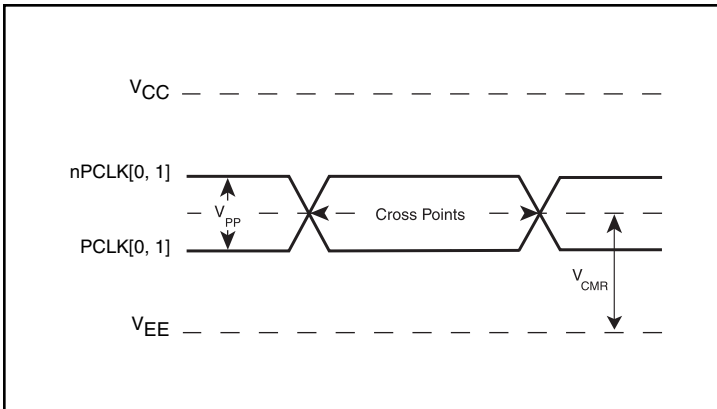 VCC
nPCLK[0, 1]
VPP
Cross Points
PCLK[0, 1]
VCMR
VEE